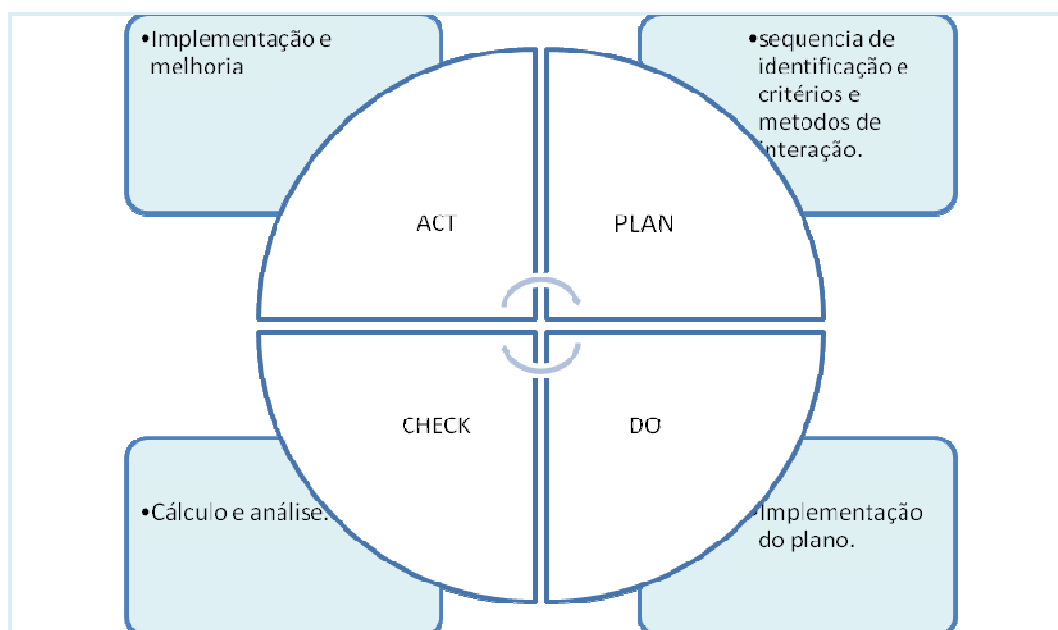 •Implementação e
melhoria
•sequencia de
identificação e
critérios e
metodos de
interação.
ACT
PLAN
CHECK
DO
•Cálculo e análise.
•Implementação
do plano.